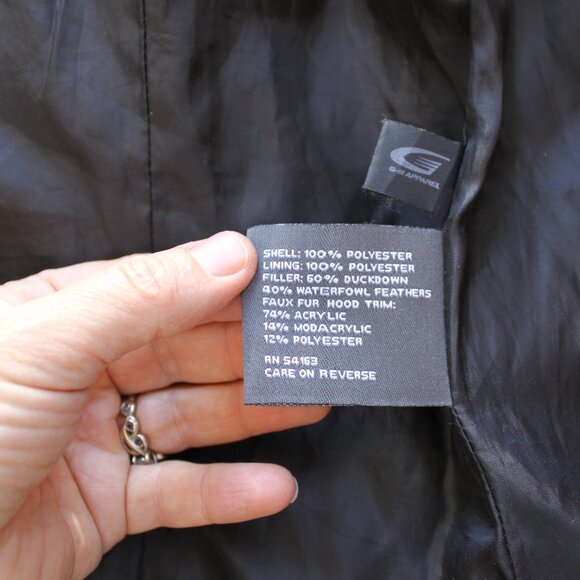 G-III APPAREL
SHELL: 100% POLYESTER
LINING: 100% POLYESTER
FILLER: 60% DUCKDOWN
40% WATERFOWL FEATHERS
FAUX FUR HOOD TRIM:
74% ACRYLIC
14% MODACRYLIC
12% POLYESTER
RN 54163
CARE ON REVERSE